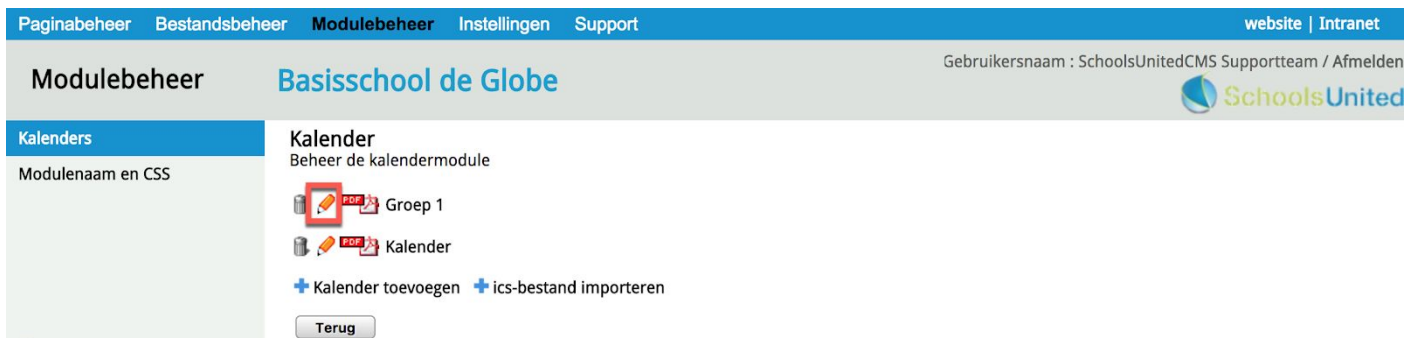 Paginabeheer Bestandsbeheer Modulebeheer Instellingen Support website | Intranet
Modulebeheer Basisschool de Globe Gebruikersnaam : SchoolsUnitedCMS Supportteam / Afmelden
SchoolsUnited
Kalenders
Modulenaam en CSS
Kalender
Beheer de kalendermodule
PDF Groep 1
PDF Kalender
Kalender toevoegen ics-bestand importeren
Terug